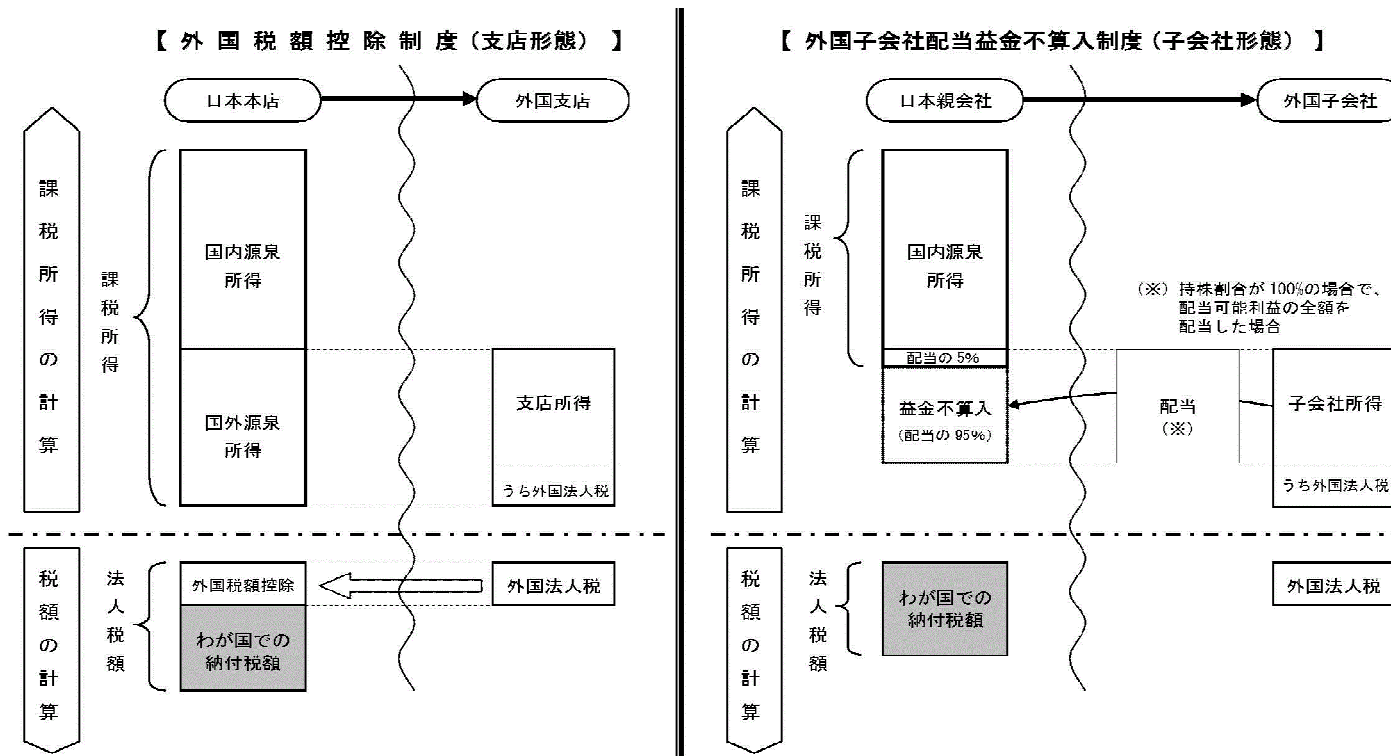 【 外 国 税 額 控 除 制 度 (支店形態) 】
日本本店
外国支店
課税所得の計算
課税所得
国内源泉
所得
国外源泉
所得
支店所得
うち外国法人税
税額の計算
法人税額
外国税額控除
外国法人税
わが国での
納付税額
【 外国子会社配当益金不算入制度 (子会社形態) 】
日本親会社
外国子会社
課税所得の計算
課税所得
国内源泉
所得
(※) 持株割合が 100%の場合で、
配当可能利益の全額を
配当した場合
配当の 5%
益金不算入
(配当の 95%)
配当
(※)
子会社所得
うち外国法人税
税額の計算
法人税額
わが国での
納付税額
外国法人税